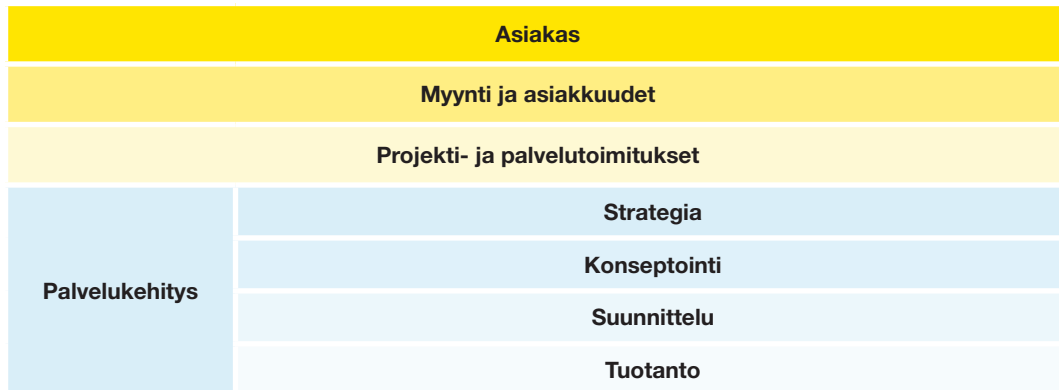 Asiakas
Myynti ja asiakkuudet
Projekti- ja palvelutoimitukset
Palvelukehitys
Strategia
Konseptointi
Suunnittelu
Tuotanto